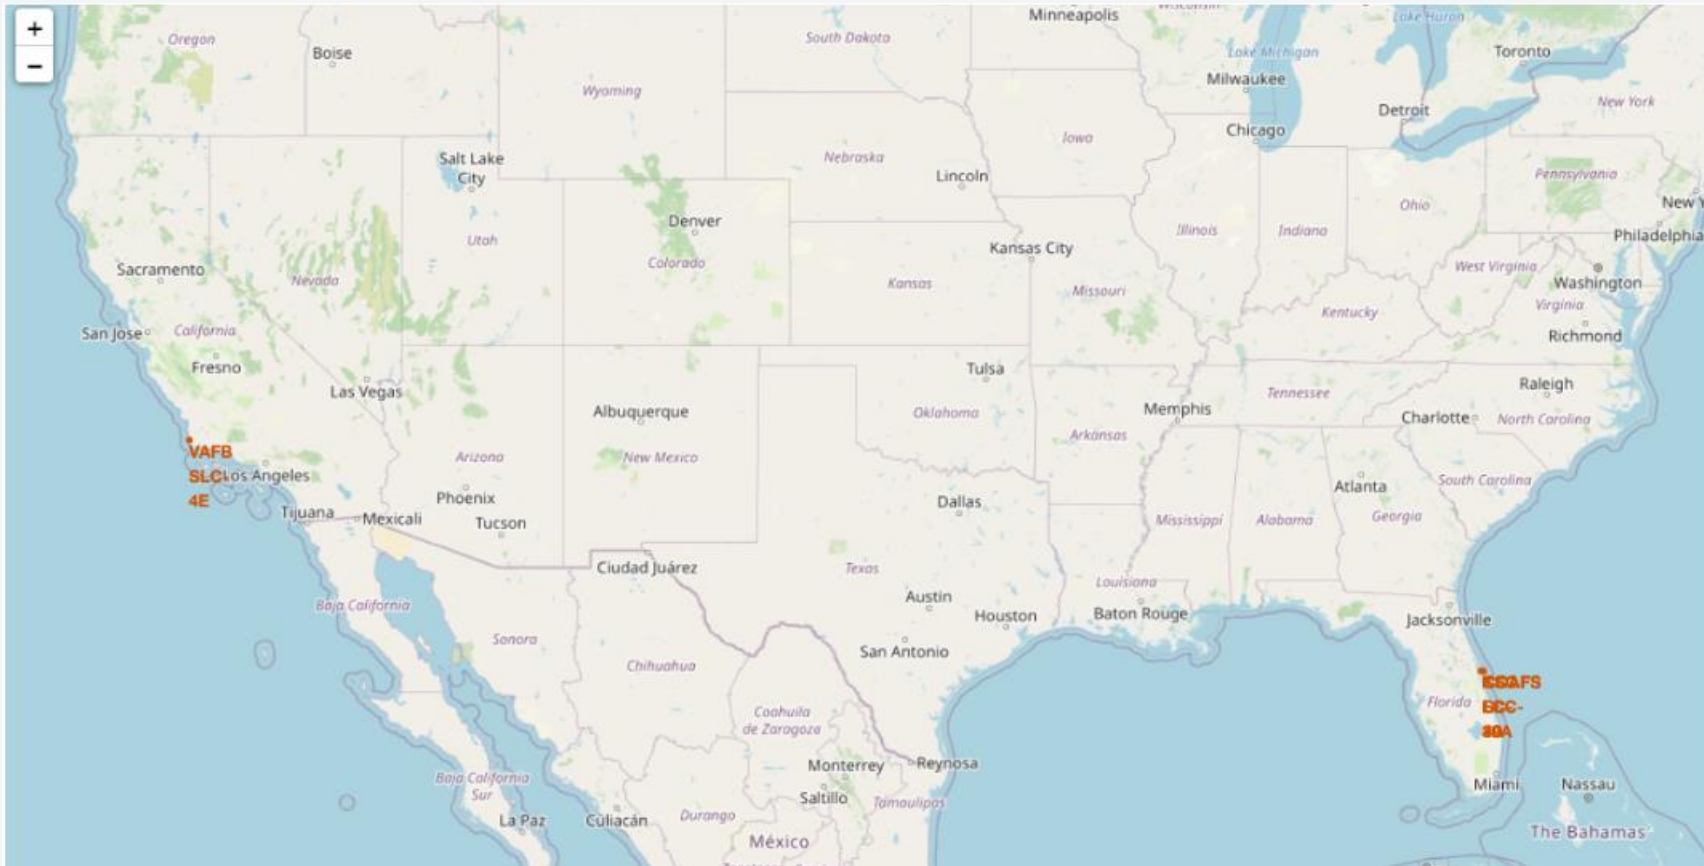 +
−
Oregon
Boise
Wyoming
South Dakota
Minneapolis
Wisconsin
Lake Michigan
Lake Huron
Toronto
Milwaukee
Detroit
New York
Chicago
Iowa
Nebraska
Lincoln
Salt Lake
City
Pennsylvania
New Y
Ohio
Illinois
Indiana
Philadelphia
Denver
Utah
Colorado
Kansas City
Sacramento
Nevada
Kansas
Missouri
West Virginia
Washington
Virginia
Kentucky
Richmond
San Jose
California
Fresno
Las Vegas
Tulsa
Tennessee
Raleigh
Albuquerque
Oklahoma
Memphis
Charlotte
North Carolina
Arkansas
VAFB
SLC-
4E
Los Angeles
Arizona
New Mexico
Phoenix
Tucson
Dallas
Atlanta
South Carolina
Tijuana
Mexicali
Mississippi
Alabama
Georgia
Ciudad Juárez
Texas
Louisiana
Austin
Houston
Baton Rouge
Jacksonville
Baja California
Sonora
Chihuahua
San Antonio
Florida
Coahuila
de Zaragoza
Monterrey
Reynosa
Saltillo
Tamaulipas
Miami
Nassau
The Bahamas
Baja California
Sur
La Paz
Culiacán
Durango
México